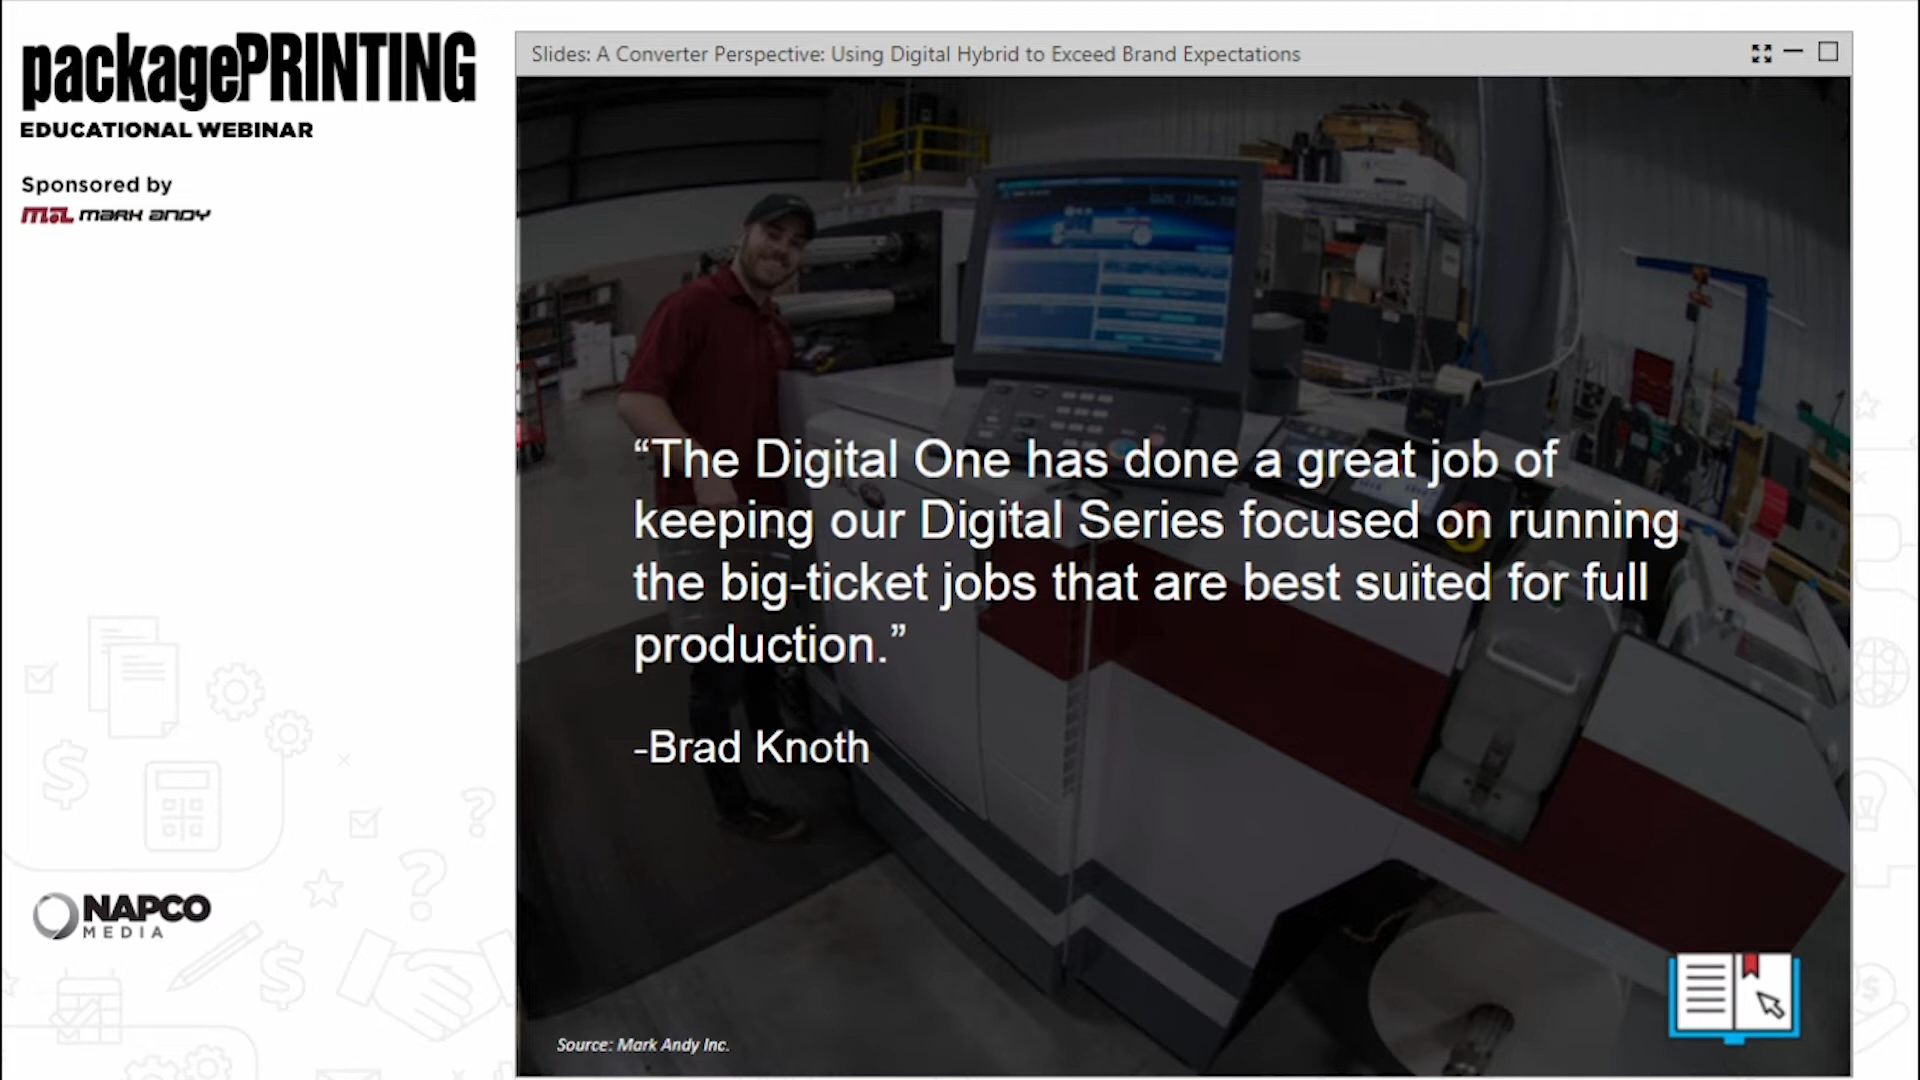 packagePRINTING
EDUCATIONAL WEBINAR
Sponsored by
MAI MARK ANDY
Slides: A Converter Perspective: Using Digital Hybrid to Exceed Brand Expectations
“The Digital One has done a great job of
keeping our Digital Series focused on running
the big-ticket jobs that are best suited for full
production.”
-Brad Knoth
Source: Mark Andy Inc.
NAPCO
MEDIA